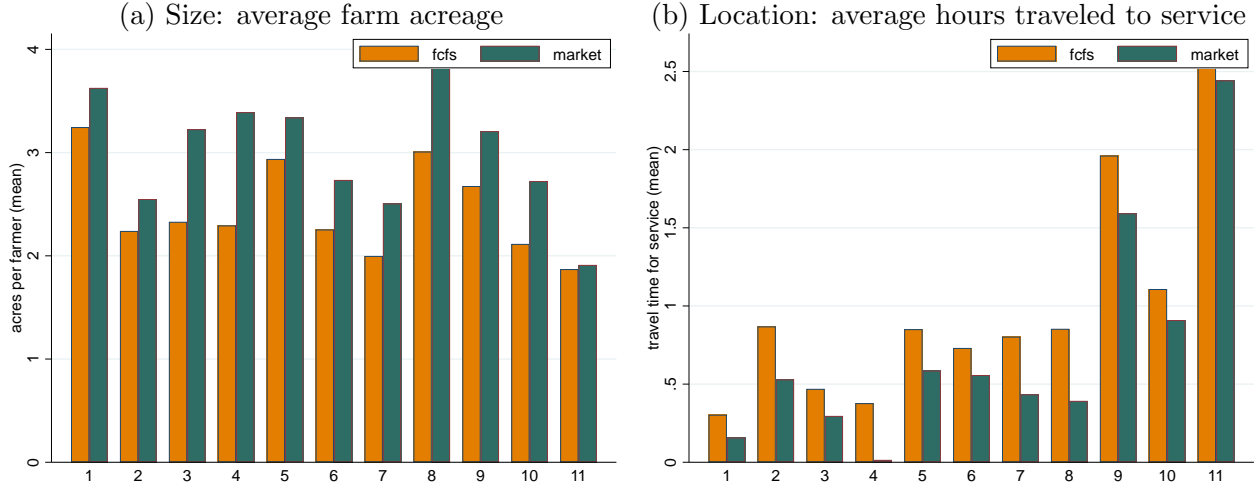 (a) Size: average farm acreage
fcfs
market
acres per farmer (mean)
4
3
2
1
0
1 2 3 4 5 6 7 8 9 10 11
(b) Location: average hours traveled to service
fcfs
market
travel time for service (mean)
2.5
2
1.5
1
.5
0
1 2 3 4 5 6 7 8 9 10 11